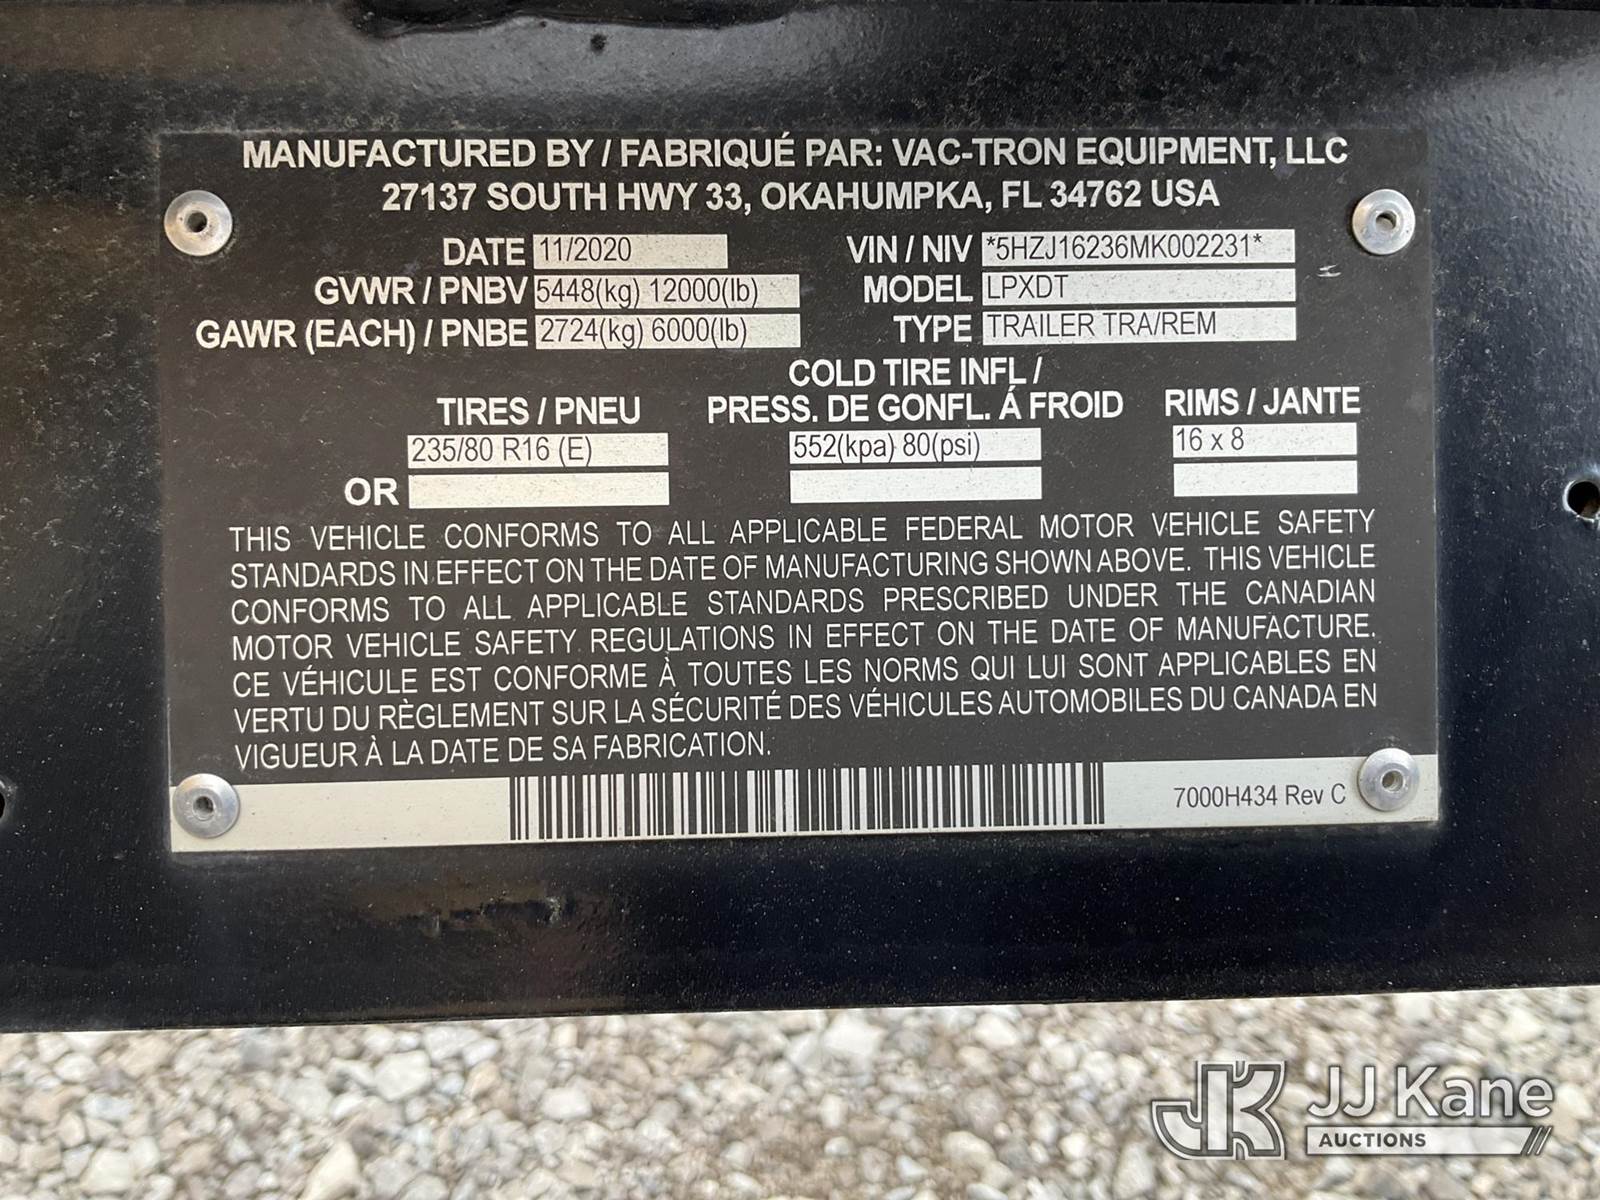 MANUFACTURED BY / FABRIQUÉ PAR: VAC-TRON EQUIPMENT, LLC
27137 SOUTH HWY 33, OKAHUMPKA, FL 34762 USA
DATE 11/2020 VIN / NIV *5HZJ16236MK002231*
GVWR / PNBV 5448(kg) 12000(lb) MODEL LPXDT
GAWR (EACH) / PNBE 2724(kg) 6000(lb) TYPE TRAILER TRA/REM
COLD TIRE INFL /
TIRES / PNEU PRESS. DE GONFL. Á FROID RIMS / JANTE
235/80 R16 (E) 552(kpa) 80(psi) 16 x 8
OR
THIS VEHICLE CONFORMS TO ALL APPLICABLE FEDERAL MOTOR VEHICLE SAFETY
STANDARDS IN EFFECT ON THE DATE OF MANUFACTURING SHOWN ABOVE. THIS VEHICLE
CONFORMS TO ALL APPLICABLE STANDARDS PRESCRIBED UNDER THE CANADIAN
MOTOR VEHICLE SAFETY REGULATIONS IN EFFECT ON THE DATE OF MANUFACTURE.
CE VÉHICULE EST CONFORME À TOUTES LES NORMS QUI LUI SONT APPLICABLES EN
VERTU DU RÈGLEMENT SUR LA SÉCURITÉ DES VÉHICULES AUTOMOBILES DU CANADA EN
VIGUEUR À LA DATE DE SA FABRICATION.
7000H434 Rev C
JK JJ Kane
AUCTIONS